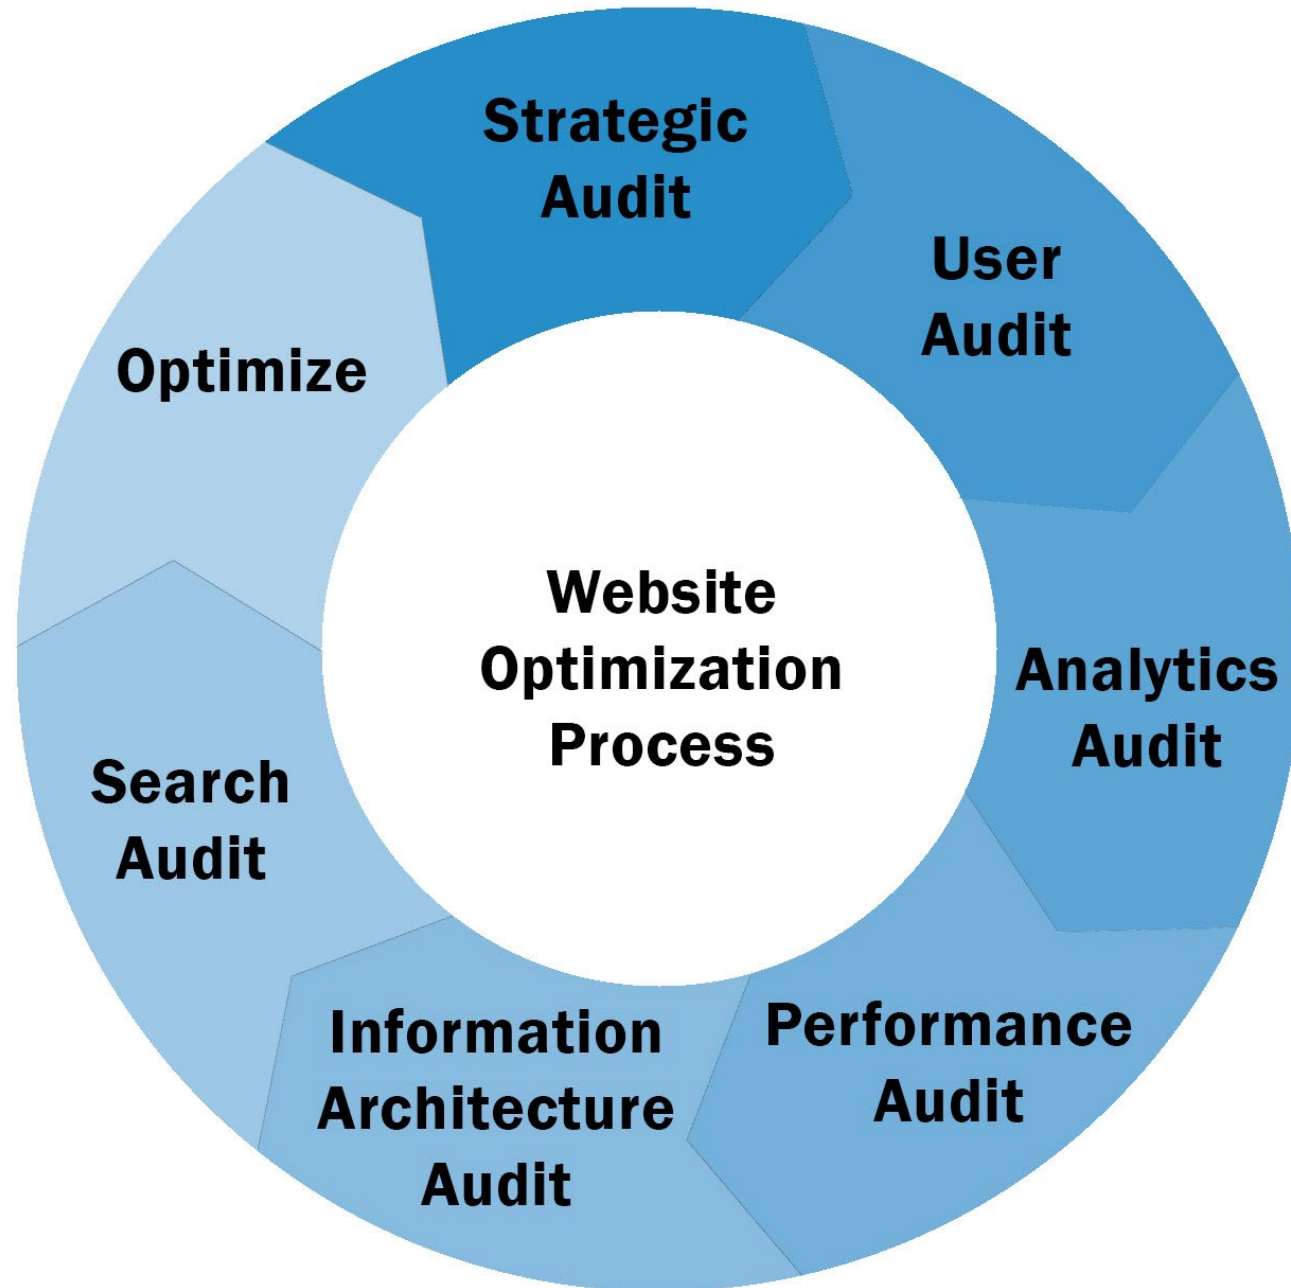 Strategic
Audit
User
Audit
Analytics
Audit
Performance
Audit
Information
Architecture
Audit
Search
Audit
Optimize
Website
Optimization
Process